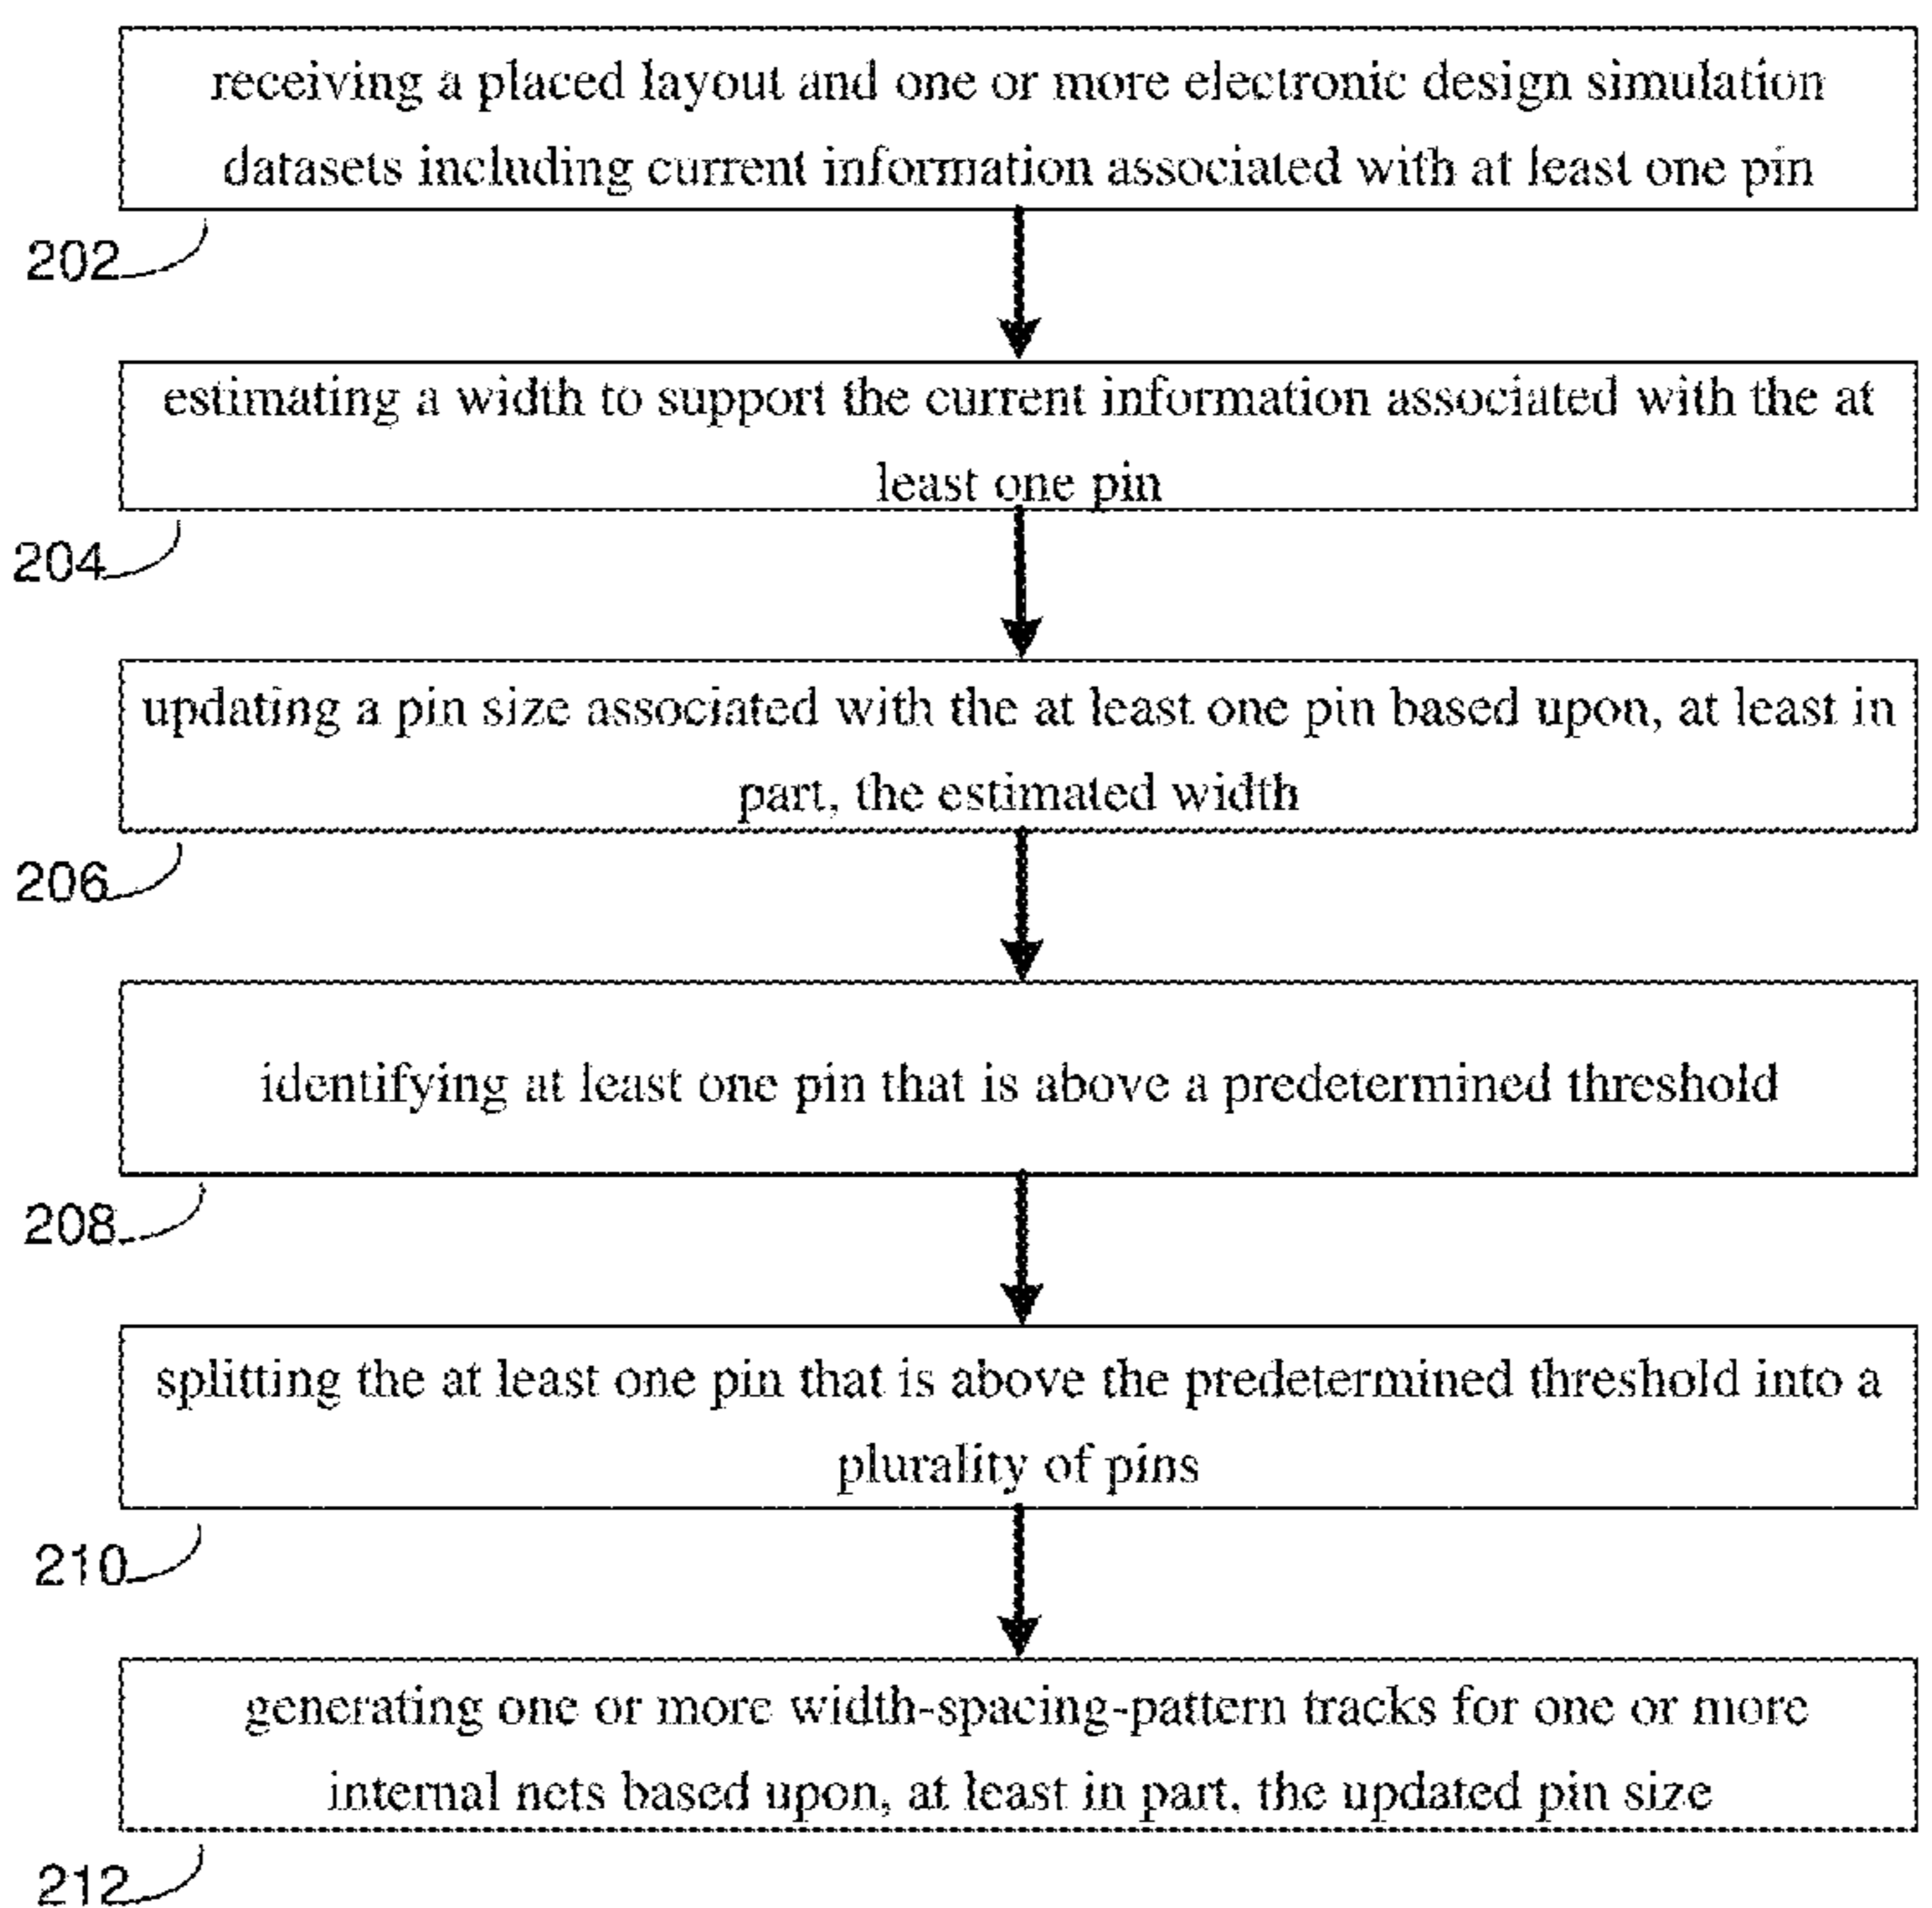 receiving a placed layout and one or more electronic design simulation
datasets including current information associated with at least one pin
202
estimating a width to support the current information associated with the at
least one pin
204
updating a pin size associated with the at least one pin based upon, at least in
part, the estimated width
206
identifying at least one pin that is above a predetermined threshold
208
splitting the at least one pin that is above the predetermined threshold into a
plurality of pins
210
generating one or more width-spacing-pattern tracks for one or more
internal nets based upon, at least in part, the updated pin size
212